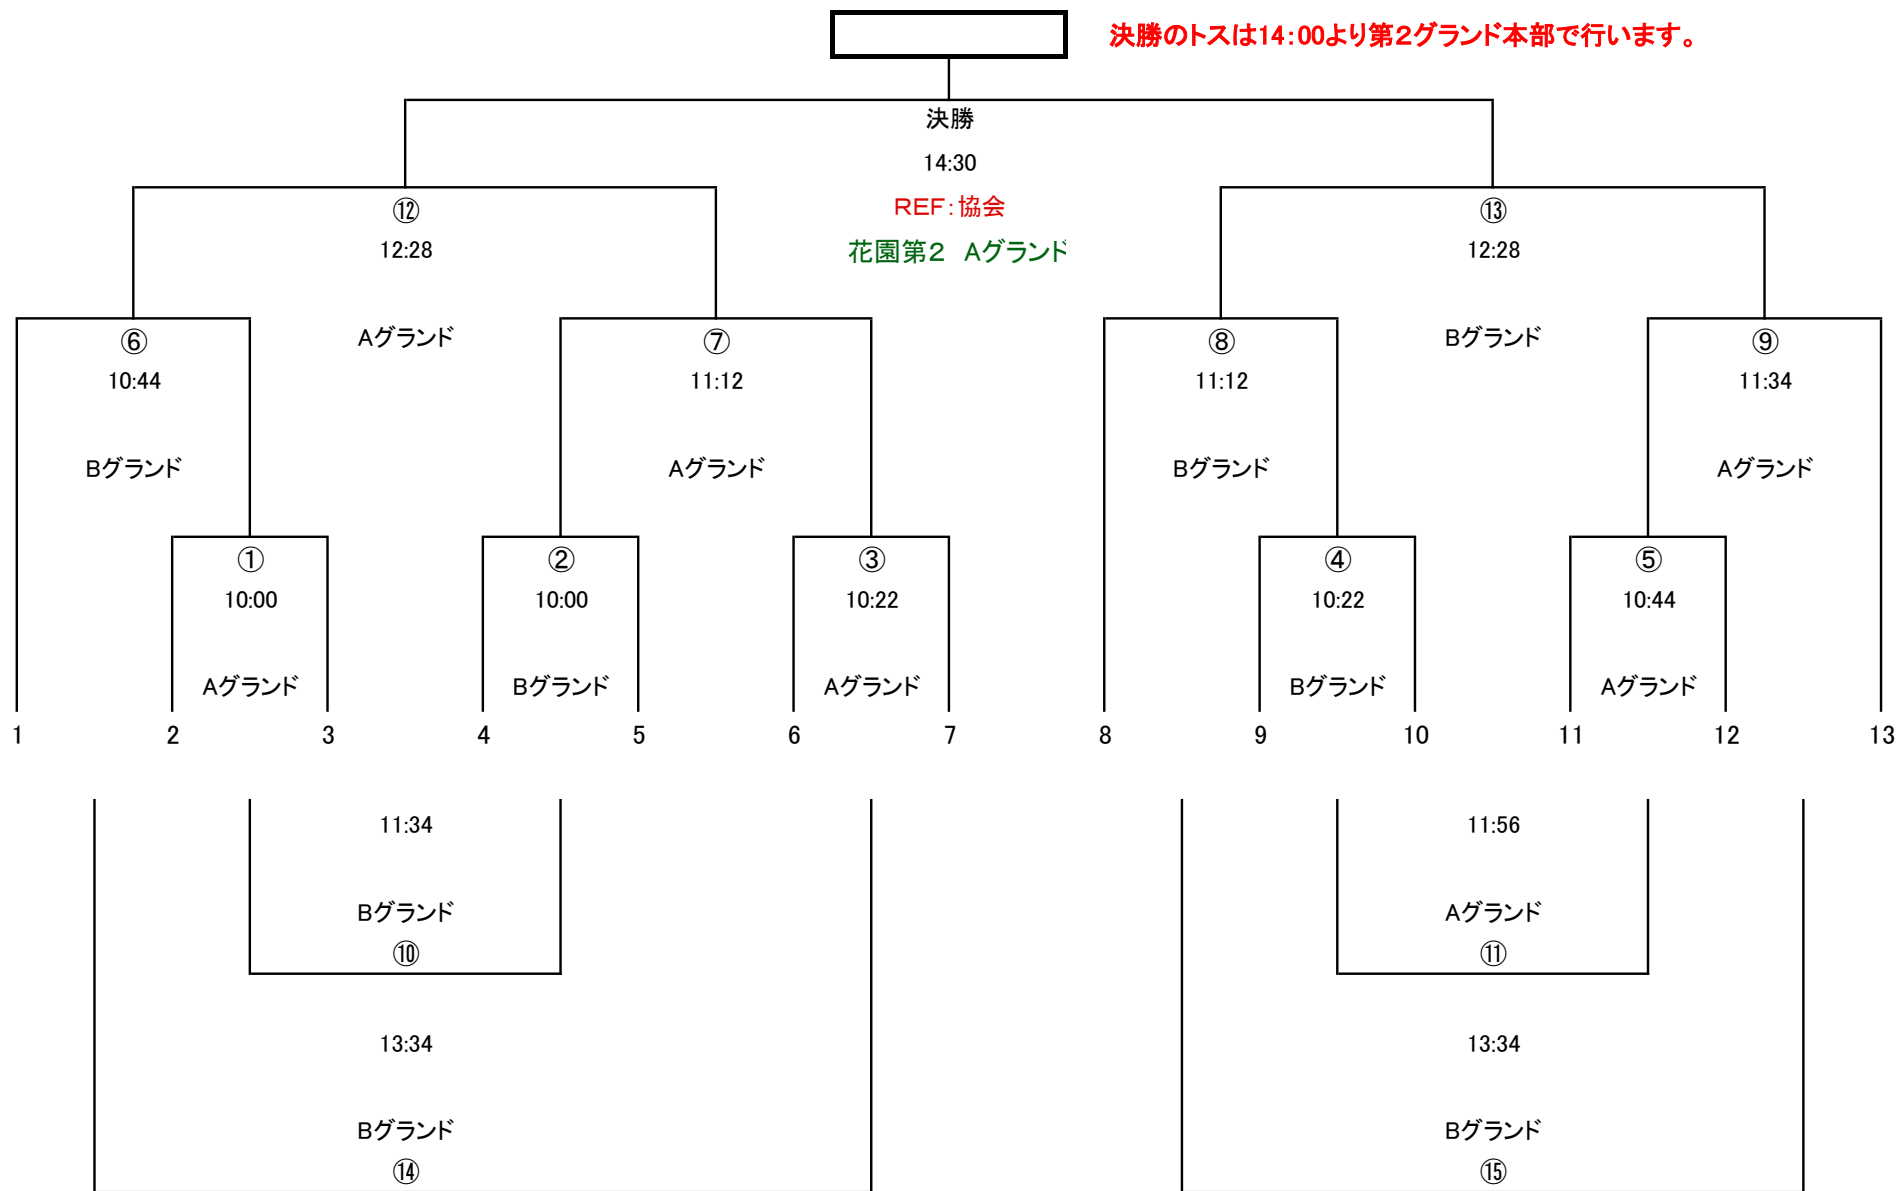 決勝のトスは14:00より第2グランド本部で行います。
決勝
14:30
REF:協会
花園第2　Aグランド
⑫
12:28
Aグランド
⑬
12:28
Bグランド
⑥
10:44
Bグランド
⑦
11:12
Aグランド
⑧
11:12
Bグランド
⑨
11:34
Aグランド
①
10:00
Aグランド
②
10:00
Bグランド
③
10:22
Aグランド
④
10:22
Bグランド
⑤
10:44
Aグランド
1 2 3 4 5 6 7 8 9 10 11 12 13
11:34
Bグランド
⑩
11:56
Aグランド
⑪
13:34
Bグランド
⑭
13:34
Bグランド
⑮